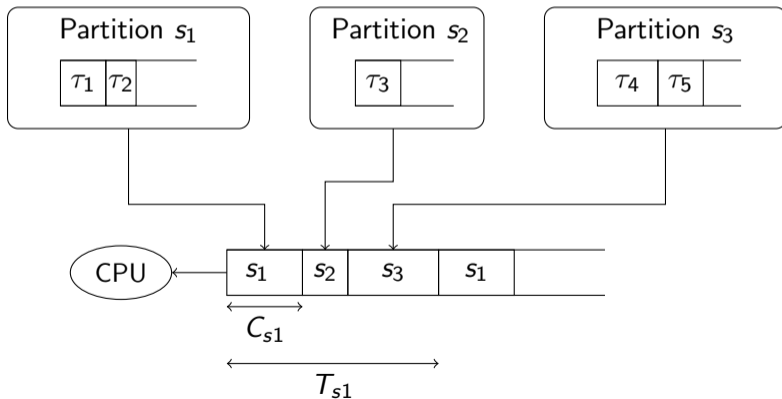 Partition s₁
Partition s₂
Partition s₃
τ₁ τ₂
τ₃
τ₄ τ₅
CPU
s₁ s₂ s₃ s₁
Cₛ₁
Tₛ₁